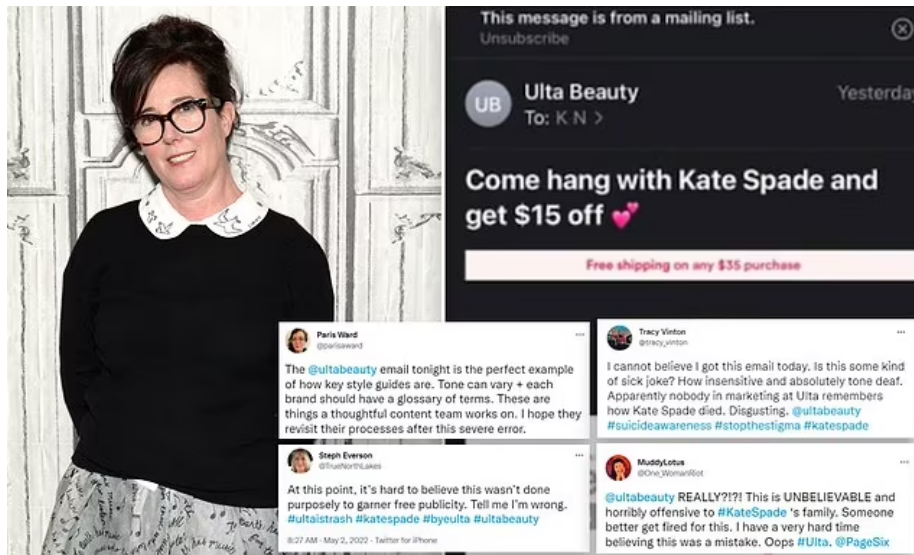 This message is from a mailing list.
Unsubscribe
UB
Ulta Beauty
Yesterda
To: K N >
Come hang with Kate Spade and
get $15 off 💕
Free shipping on any $35 purchase
Paris Ward
@parisaward
The @ultabeauty email tonight is the perfect example
of how key style guides are. Tone can vary + each
brand should have a glossary of terms. These are
things a thoughtful content team works on. I hope they
revisit their processes after this severe error.
Tracy Vinton
@tracy_vinton
I cannot believe I got this email today. Is this some kind
of sick joke? How insensitive and absolutely tone deaf.
Apparently nobody in marketing at Ulta remembers
how Kate Spade died. Disgusting. @ultabeauty
#suicideawareness #stopthestigma #katespade
Steph Everson
@TrueNorthLakes
At this point, it's hard to believe this wasn't done
purposely to garner free publicity. Tell me I'm wrong.
#ultaistrash #katespade #byeulta #ultabeauty
8:27 AM · May 2, 2022 · Twitter for iPhone
MuddyLotus
@One_WomanRiot
@ultabeauty REALLY?!?! This is UNBELIEVABLE and
horribly offensive to #KateSpade 's family. Someone
better get fired for this. I have a very hard time
believing this was a mistake. Oops #Ulta. @PageSix